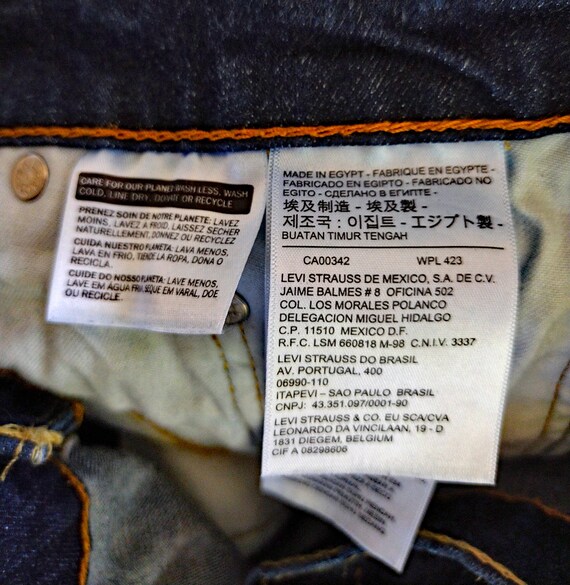 CARE FOR OUR PLANET: WASH LESS, WASH
COLD, LINE DRY, DONATE OR RECYCLE
PRENEZ SOIN DE NOTRE PLANETE: LAVEZ
MOINS, LAVEZ A FROID, LAISSEZ SECHER
NATURELLEMENT, DONNEZ OU RECYCLEZ
CUIDA NUESTRO PLANETA: LAVA MENOS,
LAVA EN FRIO, TIENDE LA ROPA, DONA O
RECICLA.
CUIDE DO NOSSO PLANETA: LAVE MENOS,
LAVE EM ÁGUA FRIA, SEQUE EM VARAL, DOE
OU RECICLE.
MADE IN EGYPT - FABRIQUE EN EGYPTE -
FABRICADO EN EGIPTO - FABRICADO NO
EGITO - СДЕЛАНО В ЕГИПТЕ -
埃及制造 - 埃及製 -
제조국 : 이집트 - エジプト製 -
BUATAN TIMUR TENGAH
CA00342 WPL 423
LEVI STRAUSS DE MEXICO, S.A. DE C.V.
JAIME BALMES # 8 OFICINA 502
COL. LOS MORALES POLANCO
DELEGACION MIGUEL HIDALGO
C.P. 11510 MEXICO D.F.
R.F.C. LSM 660818 M-98 C.N.I.V. 3337
LEVI STRAUSS DO BRASIL
AV. PORTUGAL, 400
06990-110
ITAPEVI – SAO PAULO BRASIL
CNPJ: 43.351.097/0001-90
LEVI STRAUSS & CO. EU SCA/CVA
LEONARDO DA VINCILAAN, 19 - D
1831 DIEGEM, BELGIUM
CIF A 08298606